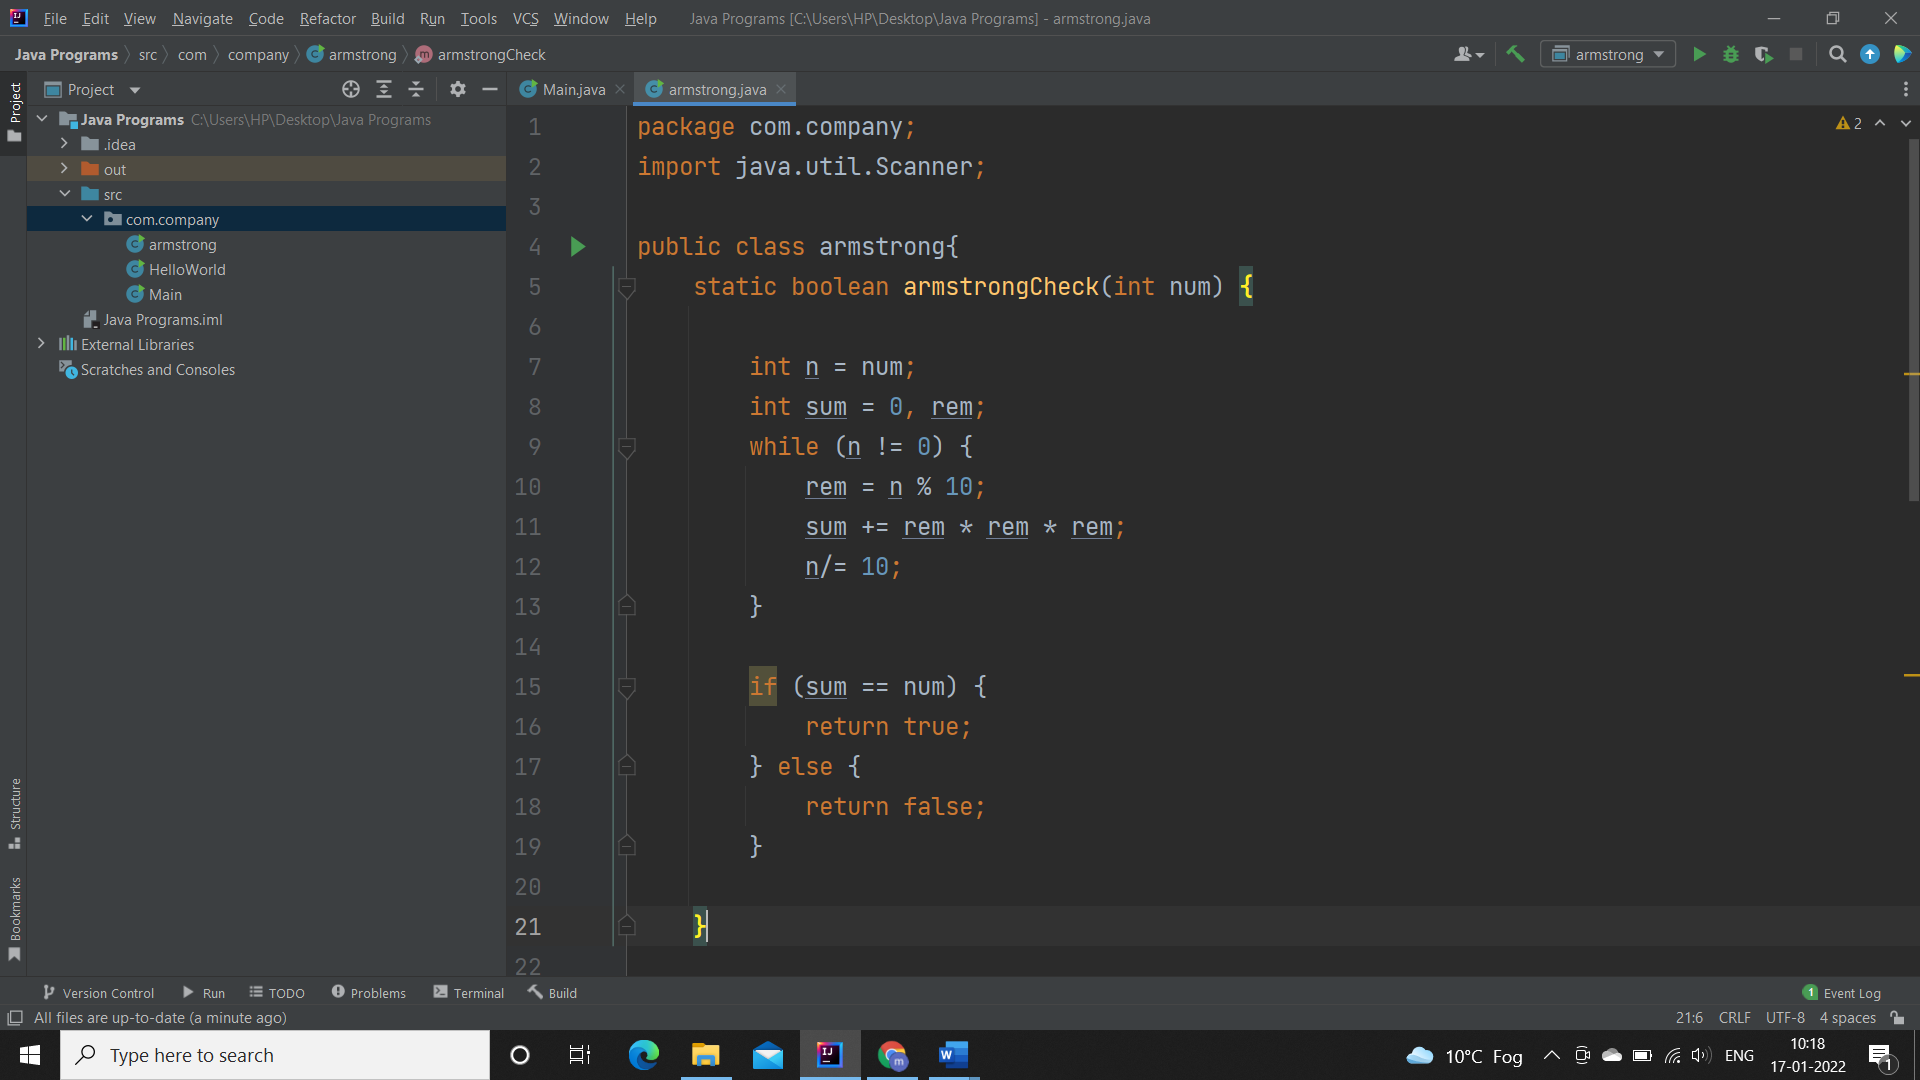 File Edit View Navigate Code Refactor Build Run Tools VCS Window Help Java Programs [C:\Users\HP\Desktop\Java Programs] - armstrong.java
Java Programs src com company armstrong armstrongCheck armstrong
Project
Project
Java Programs C:\Users\HP\Desktop\Java Programs
.idea
out
src
com.company
armstrong
HelloWorld
Main
Java Programs.iml
External Libraries
Scratches and Consoles
Structure
Bookmarks
Main.java armstrong.java
2
1 package com.company;
2 import java.util.Scanner;
3
4 public class armstrong{
5 static boolean armstrongCheck(int num) {
6
7 int n = num;
8 int sum = 0, rem;
9 while (n != 0) {
10 rem = n % 10;
11 sum += rem * rem * rem;
12 n/= 10;
13 }
14
15 if (sum == num) {
16 return true;
17 } else {
18 return false;
19 }
20
21 }
22
Version Control Run TODO Problems Terminal Build 1 Event Log
All files are up-to-date (a minute ago) 21:6 CRLF UTF-8 4 spaces
Type here to search 10°C Fog ENG 10:18
17-01-2022
1